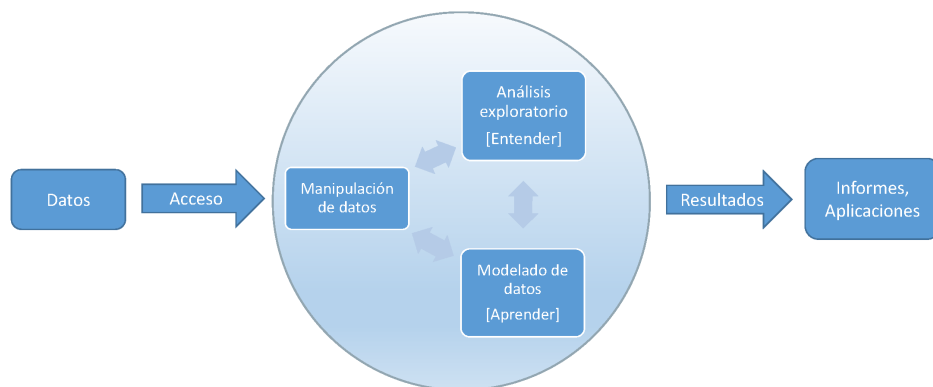 Datos
Acceso
Manipulación
de datos
Análisis
exploratorio
[Entender]
Modelado de
datos
[Aprender]
Resultados
Informes,
Aplicaciones